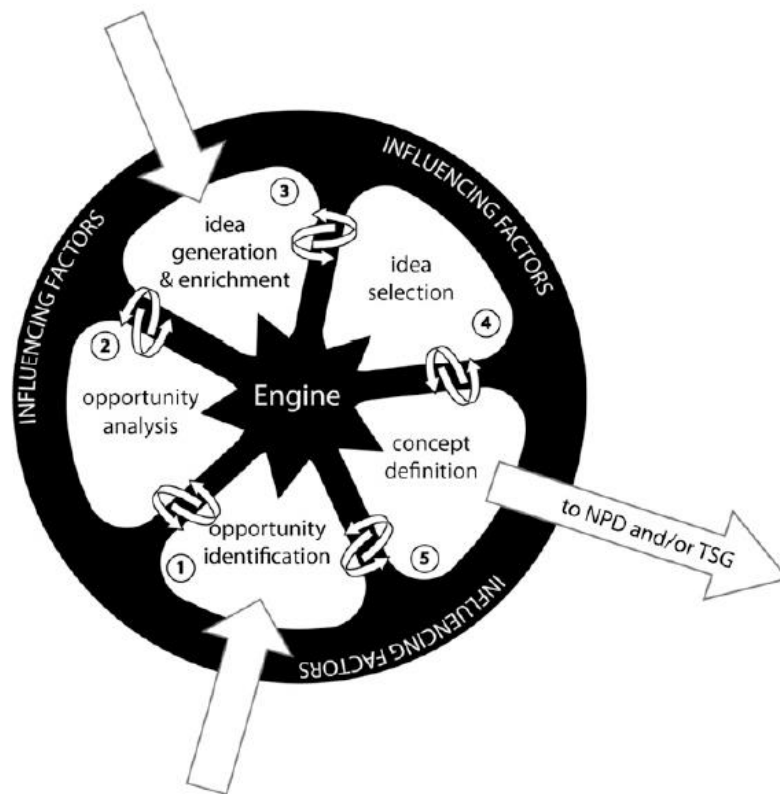 INFLUENCING FACTORS
INFLUENCING FACTORS
3
idea
generation
& enrichment
idea
selection
4
2
opportunity
analysis
Engine
concept
definition
to NPD and/or TSG
opportunity
identification
1
5
INFLUENCING FACTORS